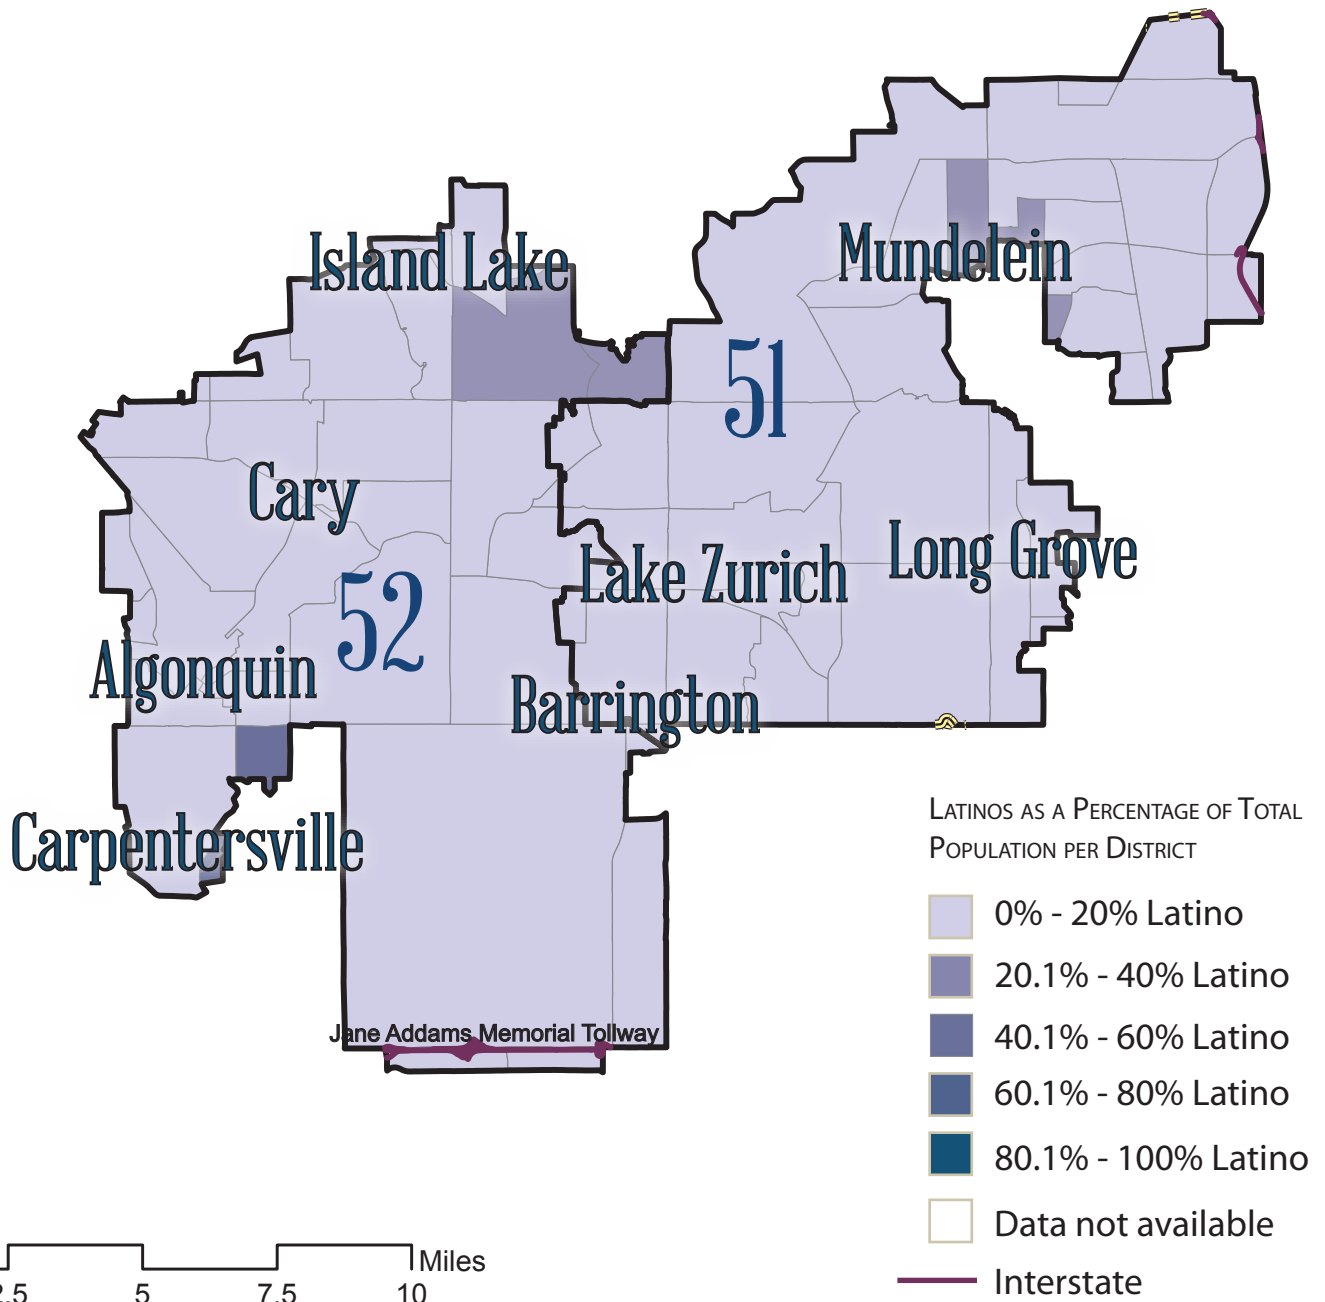 Island Lake
Mundelein
51
Cary
Long Grove
Lake Zurich
52
Algonquin
Barrington
Carpentersville
Jane Addams Memorial Tollway
Latinos as a Percentage of Total
Population per District
0% - 20% Latino
20.1% - 40% Latino
40.1% - 60% Latino
60.1% - 80% Latino
80.1% - 100% Latino
Data not available
Interstate
Miles
2.5 5 7.5 10